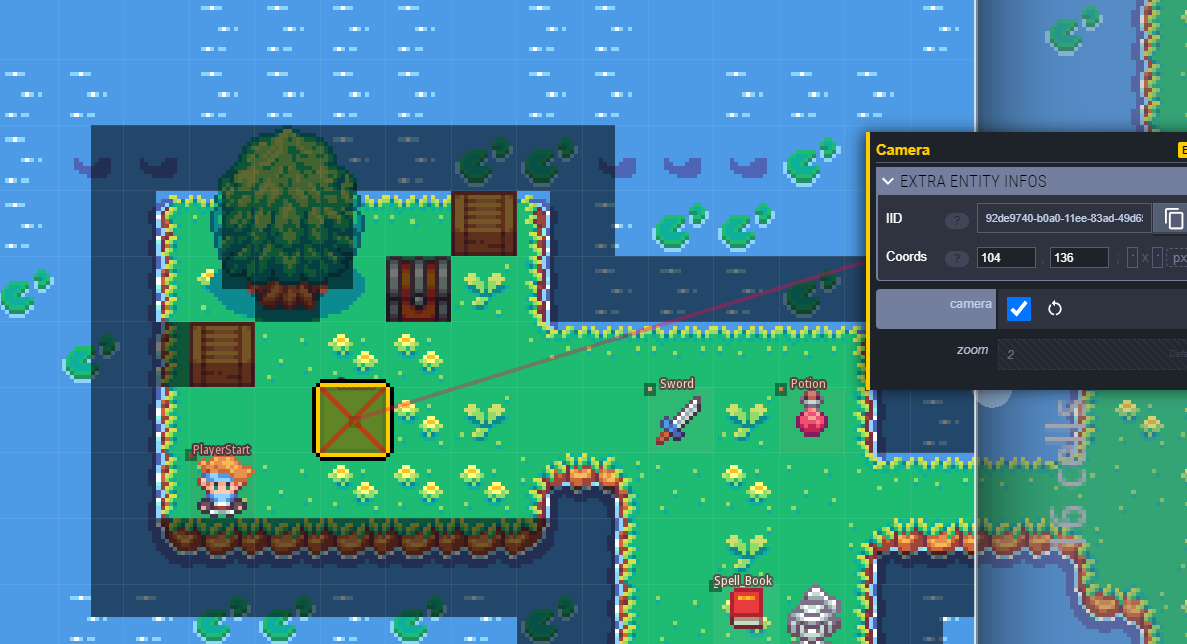 Camera
E
EXTRA ENTITY INFOS
IID ? 92de9740-b0a0-11ee-83ad-49d6
Coords ? 104 , 136 : x px
camera
zoom 2
Sword
Potion
PlayerStart
Spell_Book